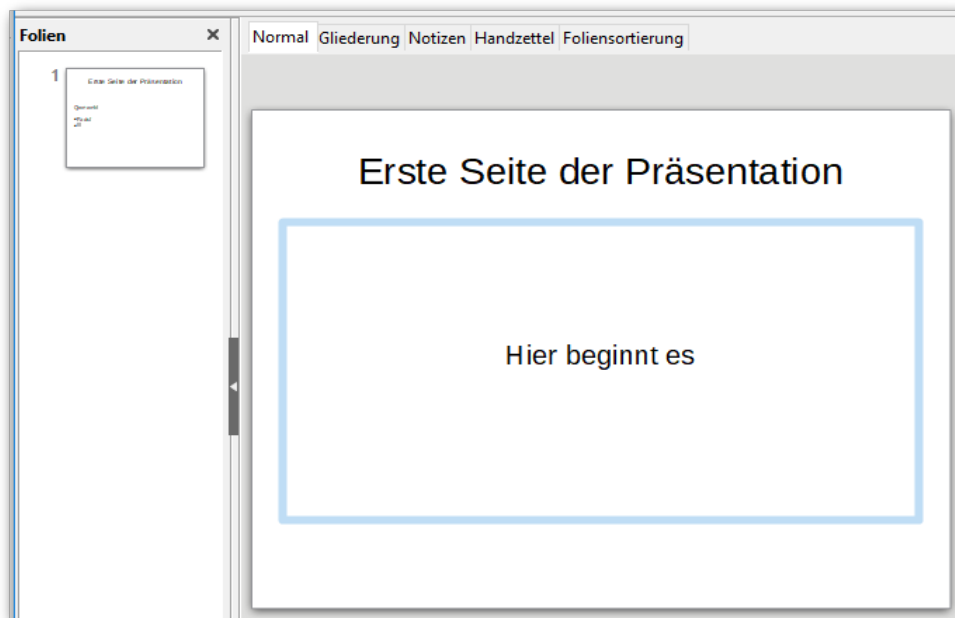 Folien
Normal Gliederung Notizen Handzettel Foliensortierung
1
Erste Seite der Präsentation
Erste Seite der Präsentation
Hier beginnt es